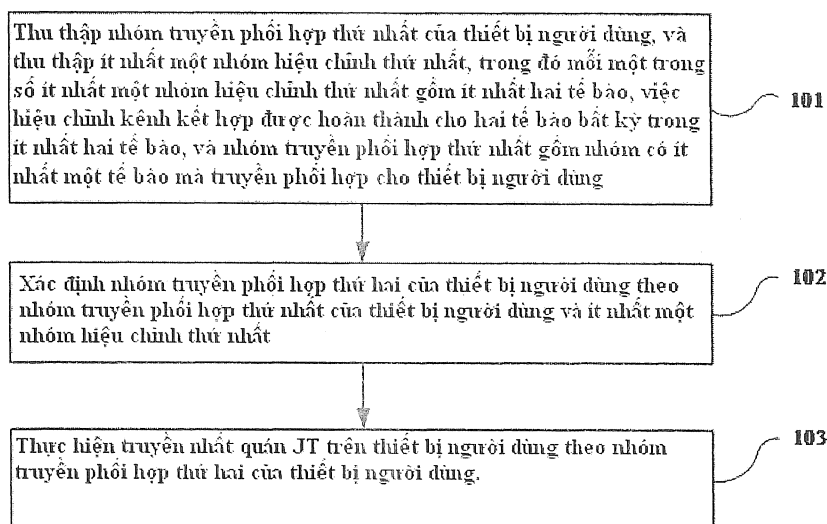 Thu thập nhóm truyền phối hợp thứ nhất của thiết bị người dùng, và
thu thập ít nhất một nhóm hiệu chỉnh thứ nhất, trong đó mỗi một trong
số ít nhất một nhóm hiệu chỉnh thứ nhất gồm ít nhất hai tế bào, việc
hiệu chỉnh kênh kết hợp được hoàn thành cho hai tế bào bất kỳ trong
ít nhất hai tế bào, và nhóm truyền phối hợp thứ nhất gồm nhóm có ít
nhất một tế bào mà truyền phối hợp cho thiết bị người dùng
101
Xác định nhóm truyền phối hợp thứ hai của thiết bị người dùng theo
nhóm truyền phối hợp thứ nhất của thiết bị người dùng và ít nhất một
nhóm hiệu chỉnh thứ nhất
102
Thực hiện truyền nhất quán JT trên thiết bị người dùng theo nhóm
truyền phối hợp thứ hai của thiết bị người dùng.
103